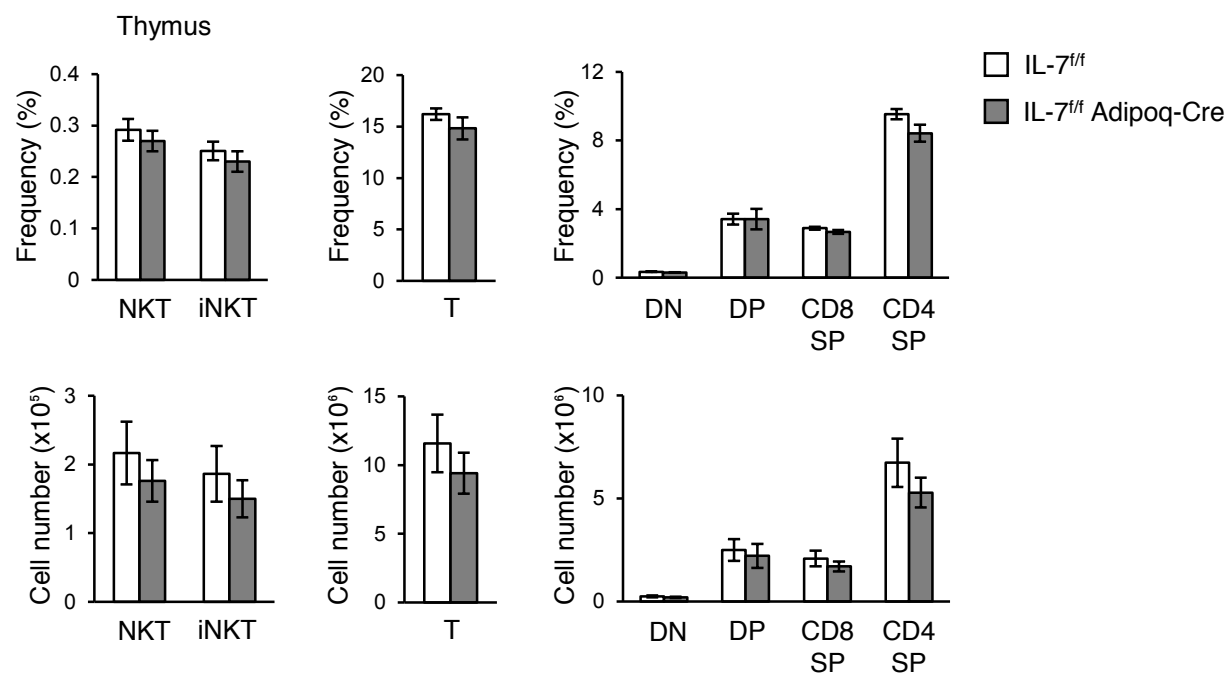 Thymus
IL-7f/f
IL-7f/f Adipoq-Cre
Frequency (%)
0.4
0.3
0.2
0.1
0
NKT iNKT
Frequency (%)
20
15
10
5
0
T
Frequency (%)
12
8
4
0
DN DP CD8 SP CD4 SP
Cell number (x10⁵)
3
2
1
0
NKT iNKT
Cell number (x10⁶)
15
10
5
0
T
Cell number (x10⁶)
10
5
0
DN DP CD8 SP CD4 SP